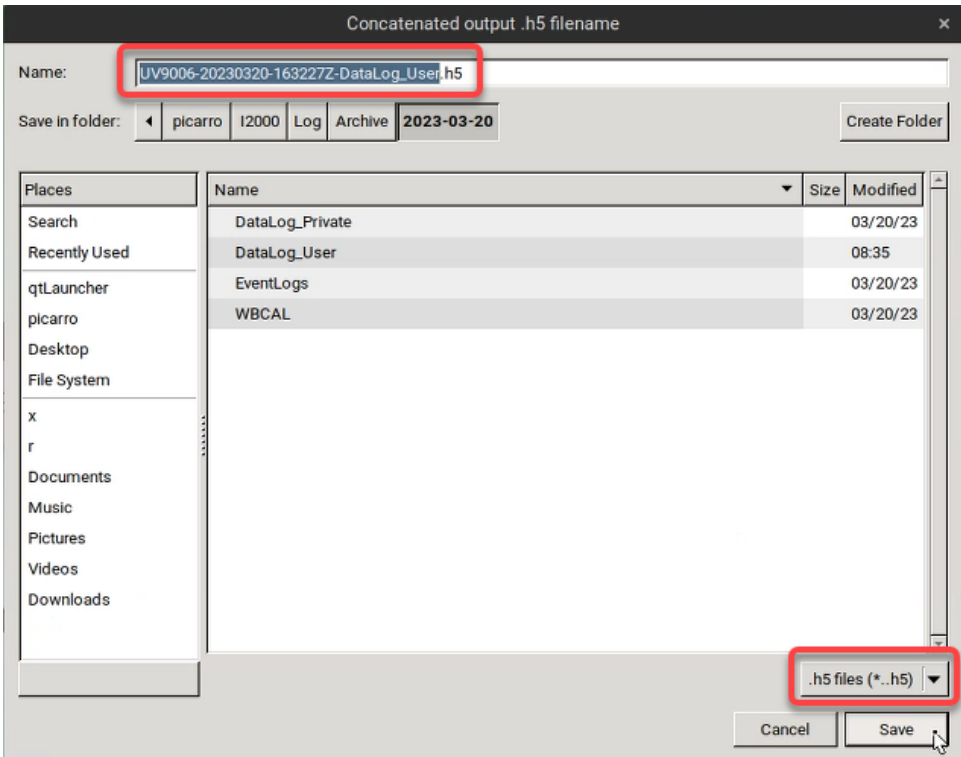 Concatenated output .h5 filename ×
Name: UV9006-20230320-163227Z-DataLog_User.h5
Save in folder: picarro I2000 Log Archive 2023-03-20 Create Folder
Places Name Size Modified
Search DataLog_Private 03/20/23
Recently Used DataLog_User 08:35
qtLauncher EventLogs 03/20/23
picarro WBCAL 03/20/23
Desktop
File System
x
r
Documents
Music
Pictures
Videos
Downloads
.h5 files (*..h5)
Cancel Save